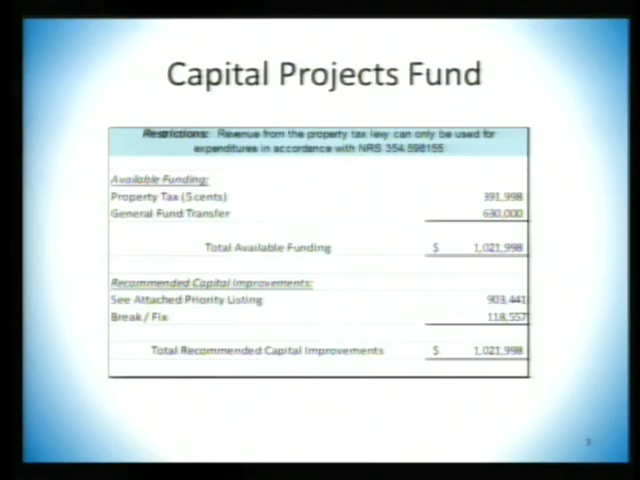 Capital Projects Fund
Restrictions: Revenue from the property tax levy can only be used for
expenditures in accordance with NRS 354.598155
Available Funding:
Property Tax (5 cents) 391,998
General Fund Transfer 630,000
Total Available Funding $ 1,021,998
Recommended Capital Improvements:
See Attached Priority Listing 903,441
Break / Fix 118,557
Total Recommended Capital Improvements $ 1,021,998